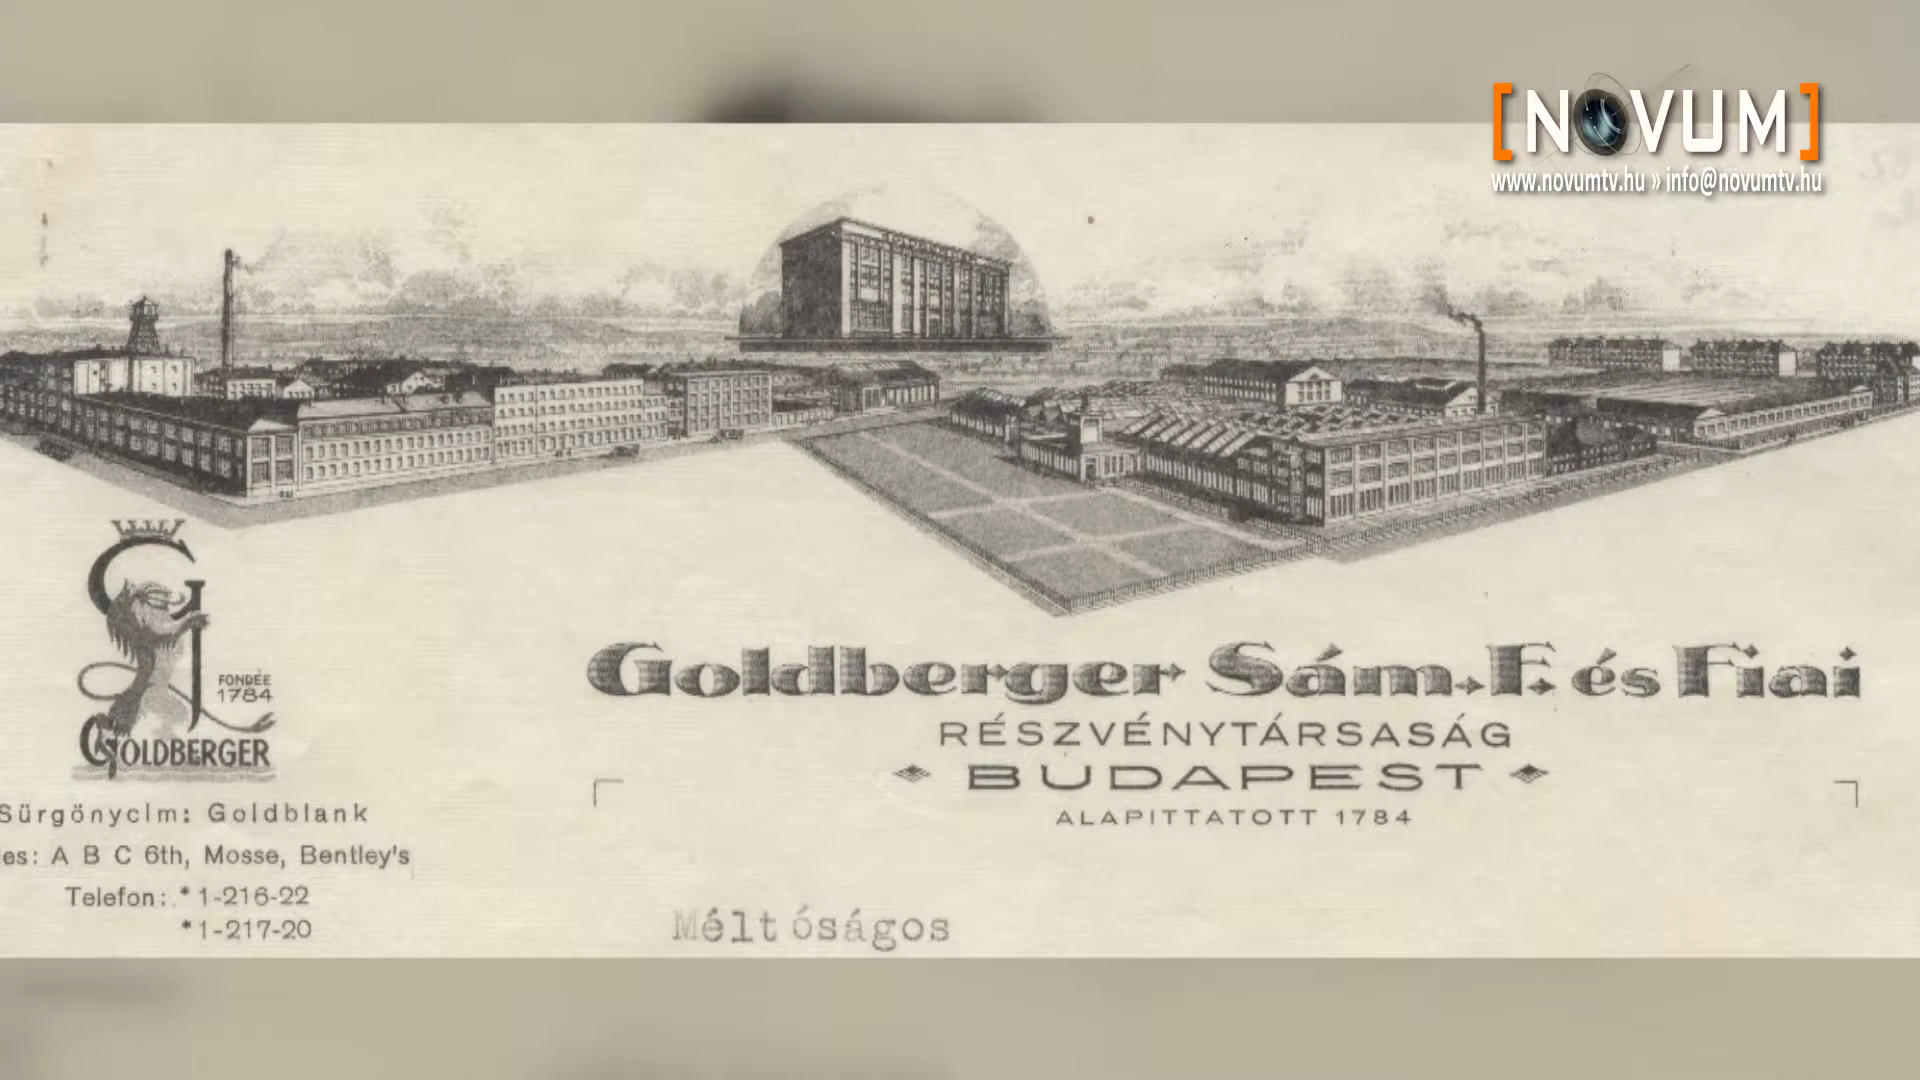 [NOVUM]
www.novumtv.hu » info@novumtv.hu
FONDÉE
1784
GOLDBERGER
Goldberger Sám. F. és Fiai
RÉSZVÉNYTÁRSASÁG
BUDAPEST
ALAPITTATOTT 1784
Sürgönycím: Goldblank
es: A B C 6th, Mosse, Bentley's
Telefon: * 1-216-22
* 1-217-20
Méltóságos